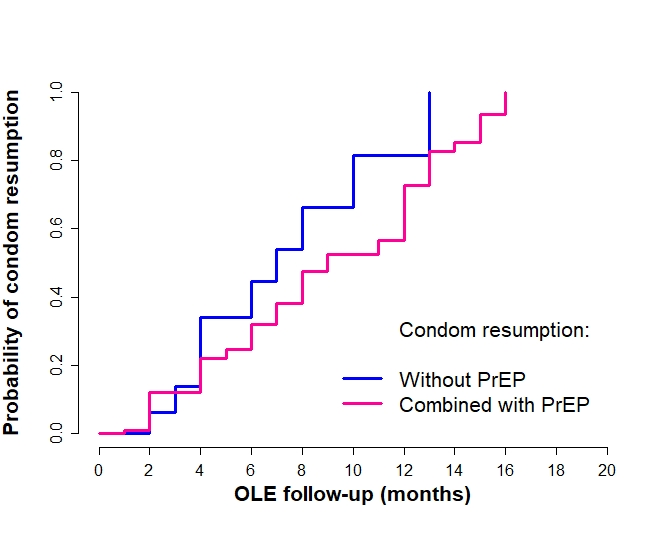 Probability of condom resumption
1.0
0.8
0.6
0.4
0.2
0.0
Condom resumption:
Without PrEP
Combined with PrEP
0 2 4 6 8 10 12 14 16 18 20
OLE follow-up (months)